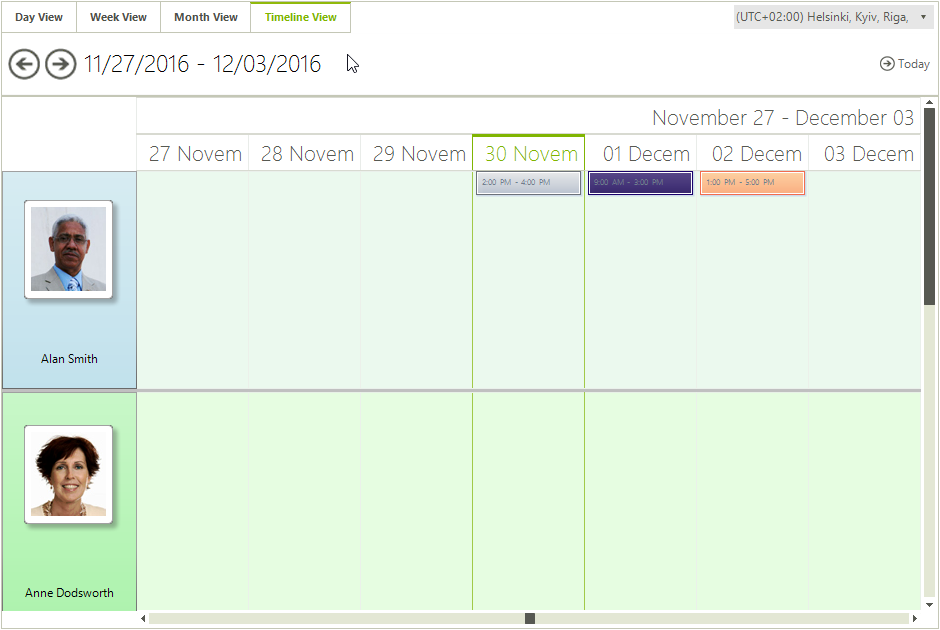 Day View Week View Month View Timeline View (UTC+02:00) Helsinki, Kyiv, Riga,
11/27/2016 - 12/03/2016 Today
November 27 - December 03
27 Novem 28 Novem 29 Novem 30 Novem 01 Decem 02 Decem 03 Decem
2:00 PM - 4:00 PM 9:00 AM - 3:00 PM 1:00 PM - 5:00 PM
Alan Smith
Anne Dodsworth